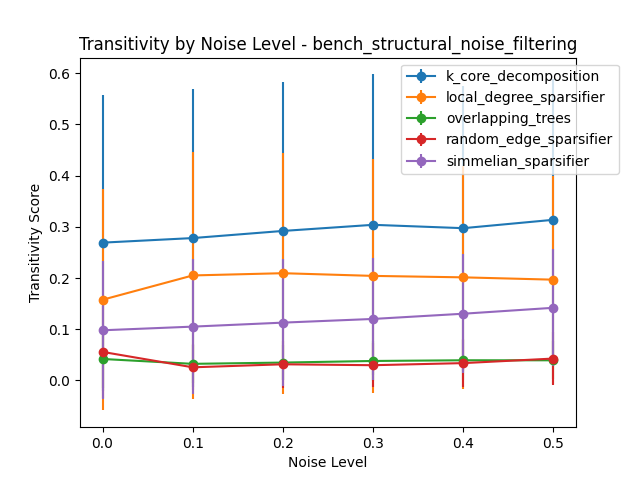 Transitivity by Noise Level - bench_structural_noise_filtering
k_core_decomposition
local_degree_sparsifier
overlapping_trees
random_edge_sparsifier
simmelian_sparsifier
Transitivity Score
0.6
0.5
0.4
0.3
0.2
0.1
0.0
0.0 0.1 0.2 0.3 0.4 0.5
Noise Level